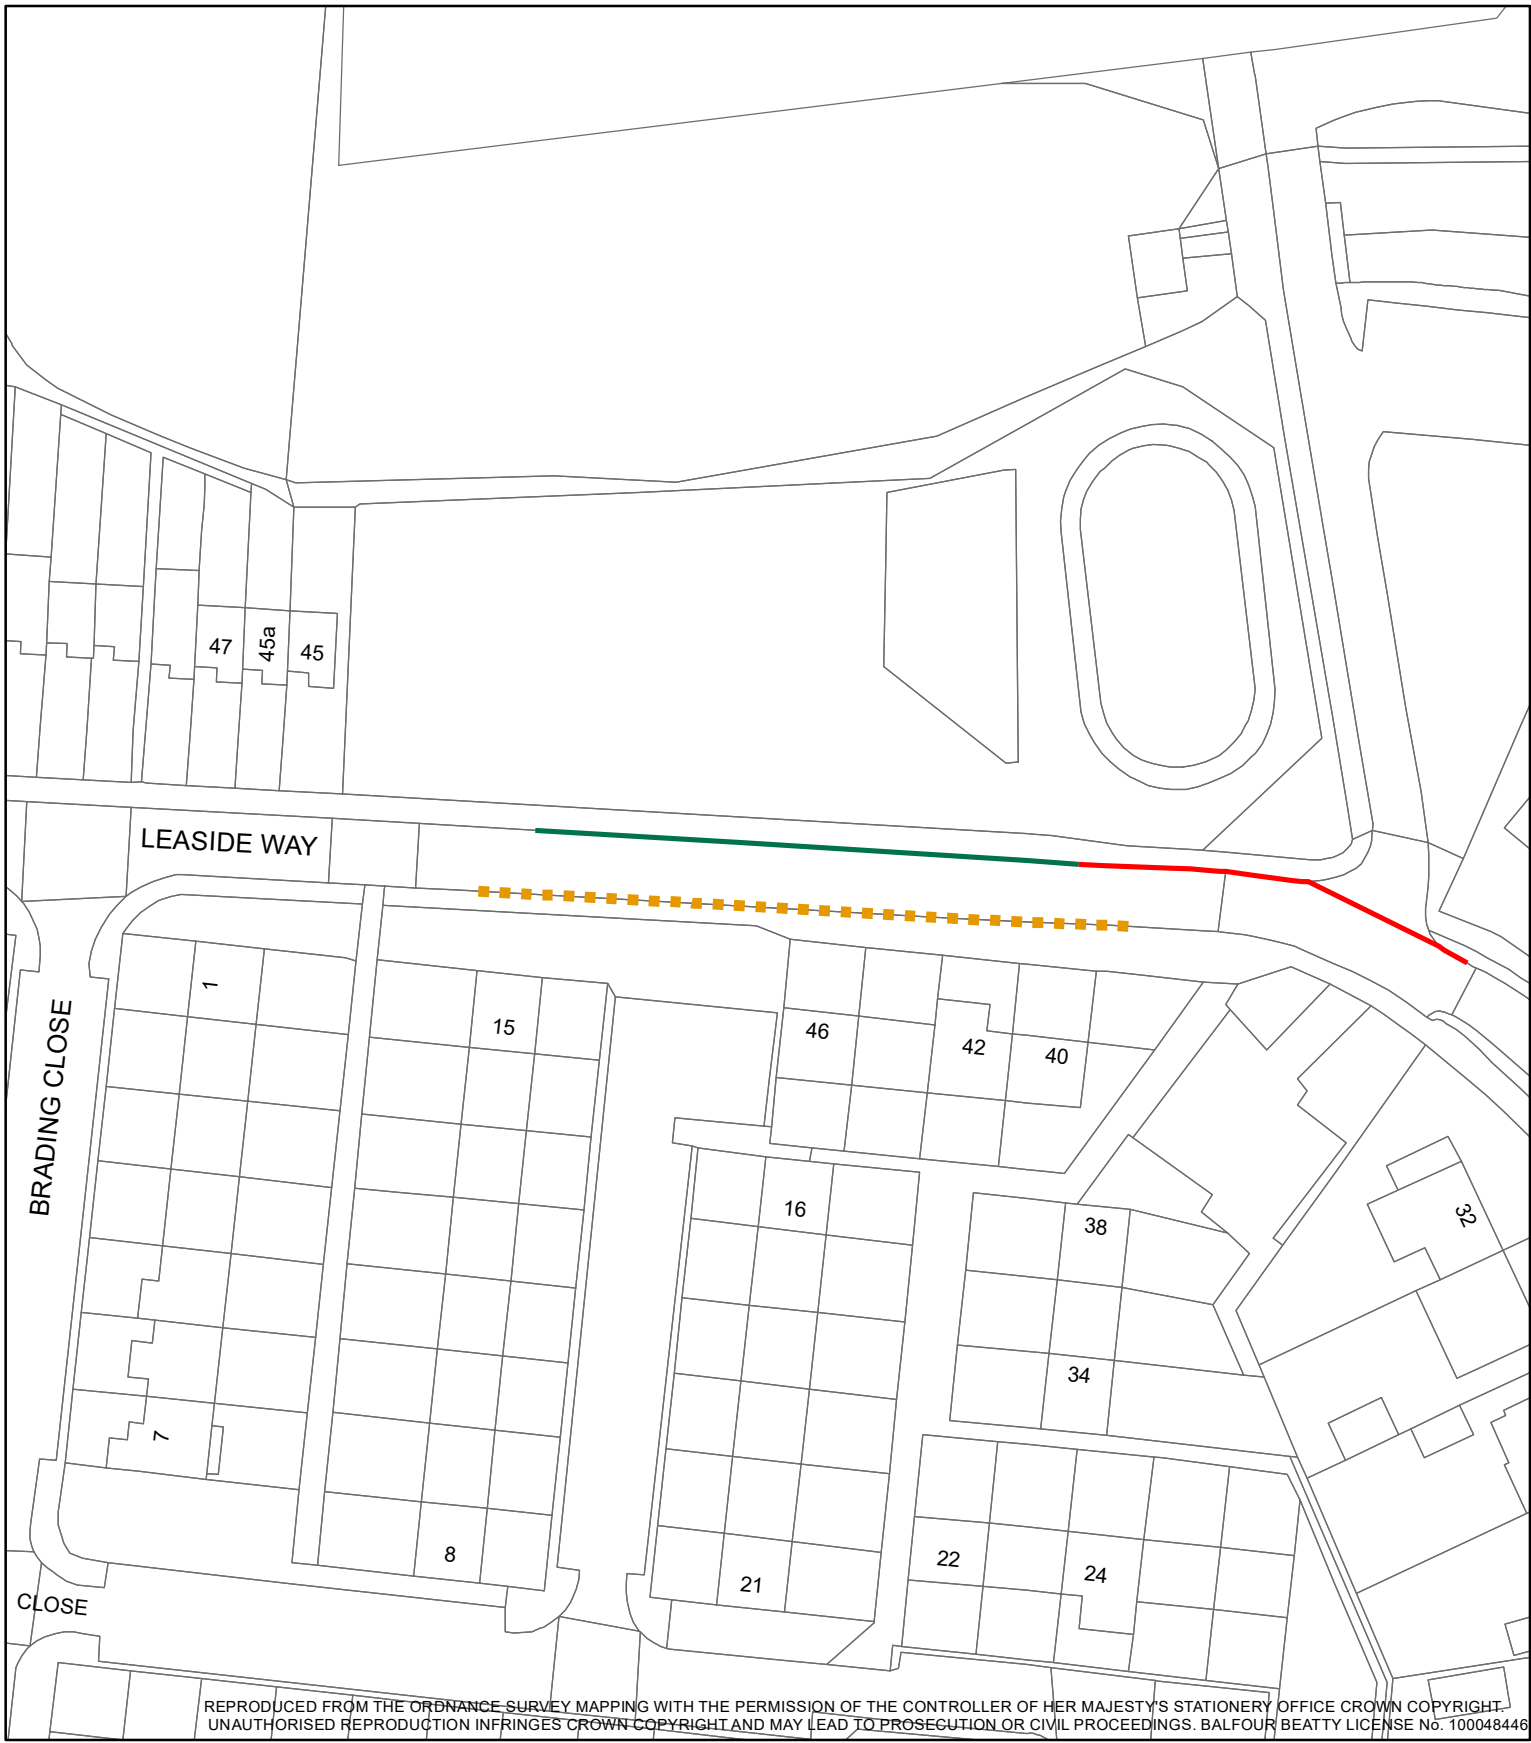 47
45a
45
LEASIDE WAY
1
15
46
42
40
BRADING CLOSE
16
38
32
34
7
8
21
22
24
CLOSE
REPRODUCED FROM THE ORDNANCE SURVEY MAPPING WITH THE PERMISSION OF THE CONTROLLER OF HER MAJESTY'S STATIONERY OFFICE CROWN COPYRIGHT.
UNAUTHORISED REPRODUCTION INFRINGES CROWN COPYRIGHT AND MAY LEAD TO PROSECUTION OR CIVIL PROCEEDINGS. BALFOUR BEATTY LICENSE No. 100048446